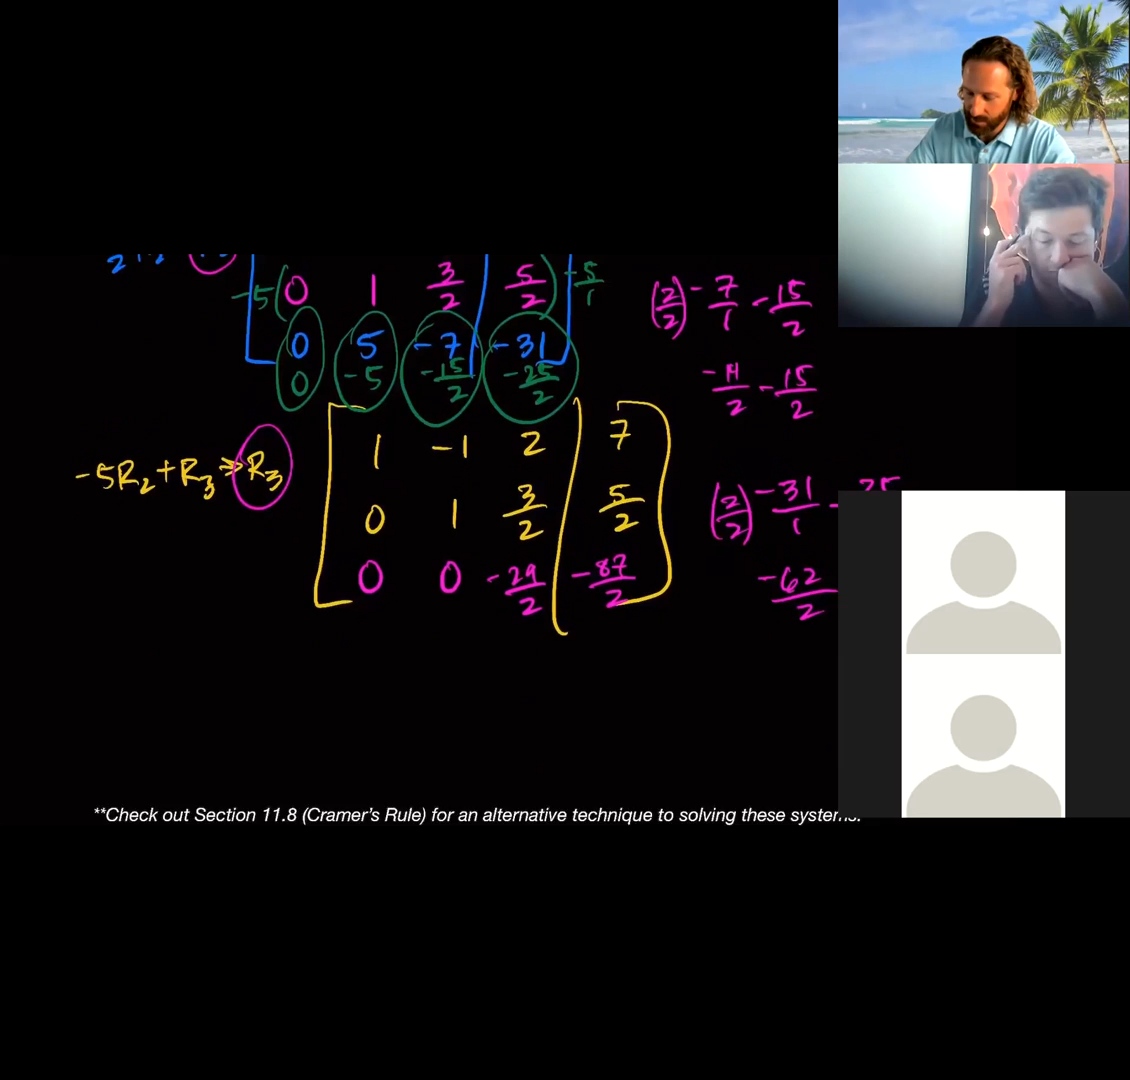 -5(0 1 3/2 | 5/2) -5/1
0 5 -7 | -31
0 -5 -15/2 -25/2
(2/2) -7/1 - 15/2
-14/2 - 15/2
-5R₂+R₃→R₃
1 -1 2 | 7
0 1 3/2 | 5/2
0 0 -29/2 | -87/2
(2/2) -31/1 -
-62/2
**Check out Section 11.8 (Cramer's Rule) for an alternative technique to solving these systems.